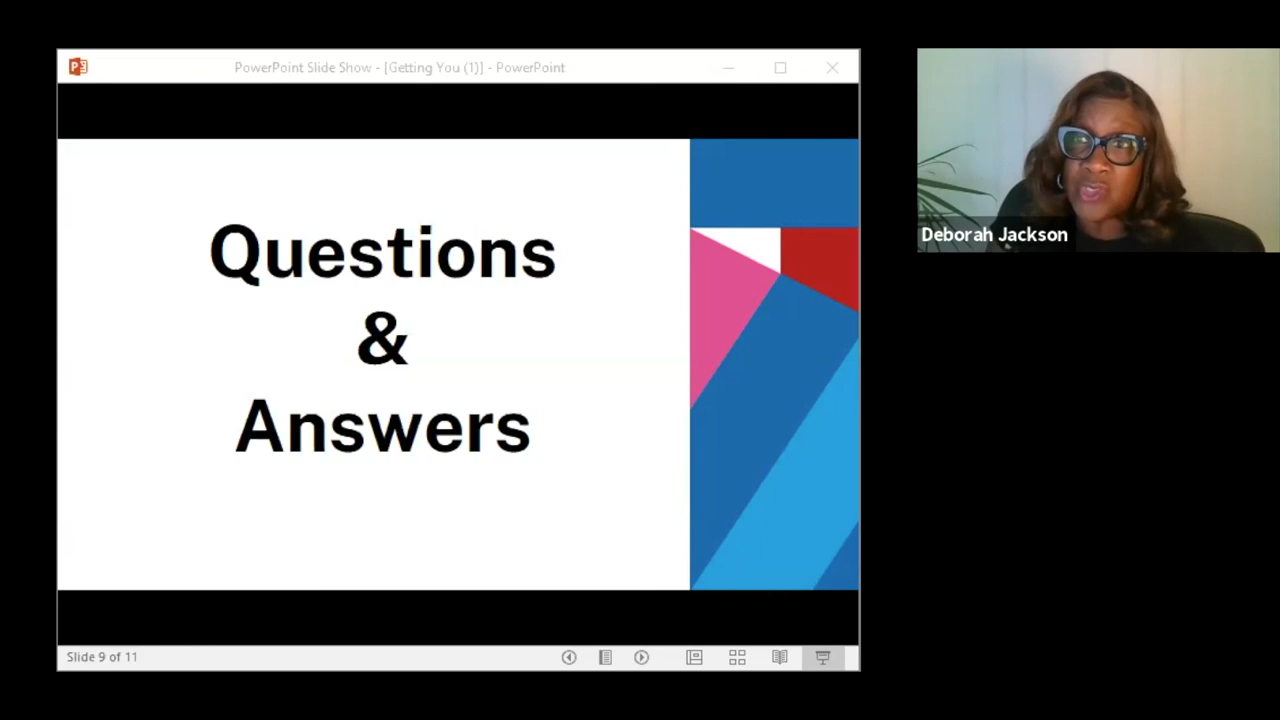 PowerPoint Slide Show - [Getting You (1)] - PowerPoint
Questions
&
Answers
Slide 9 of 11
Deborah Jackson